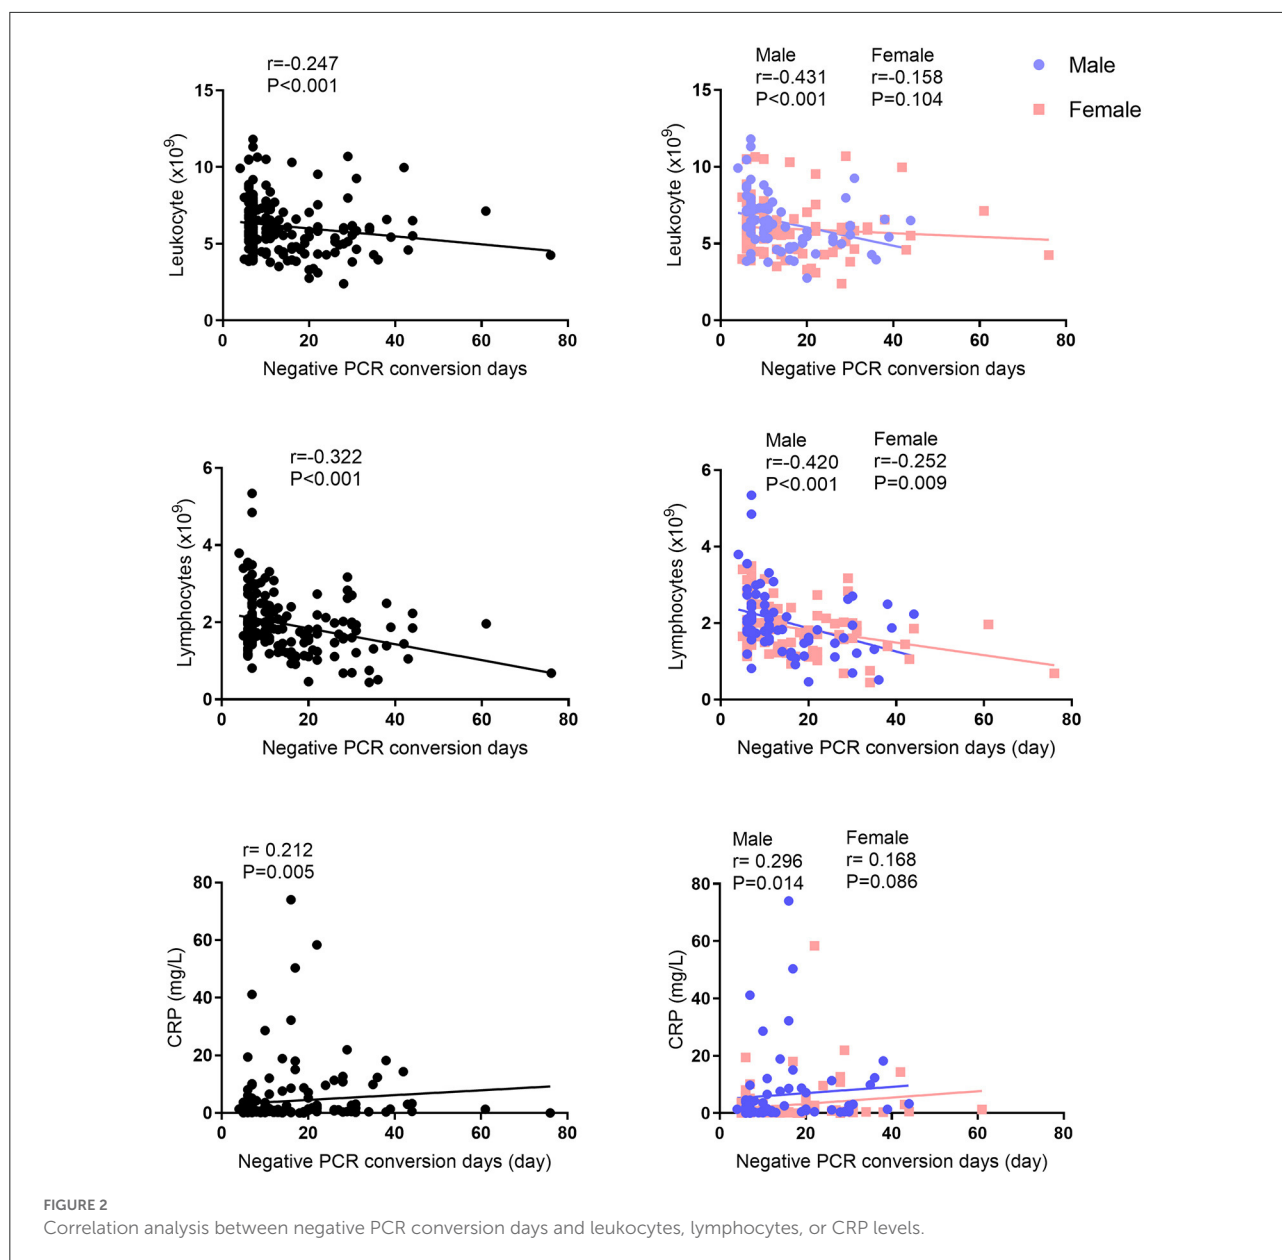 r=-0.247
P<0.001
15
10
5
0
Leukocyte (x10⁹)
0 20 40 60 80
Negative PCR conversion days
Male Female
r=-0.431 r=-0.158
P<0.001 P=0.104
Male
Female
15
10
5
0
Leukocyte (x10⁹)
0 20 40 60 80
Negative PCR conversion days
r=-0.322
P<0.001
6
4
2
0
Lymphocytes (x10⁹)
0 20 40 60 80
Negative PCR conversion days
Male Female
r=-0.420 r=-0.252
P<0.001 P=0.009
6
4
2
0
Lymphocytes (x10⁹)
0 20 40 60 80
Negative PCR conversion days (day)
r= 0.212
P=0.005
80
60
40
20
0
CRP (mg/L)
0 20 40 60 80
Negative PCR conversion days (day)
Male Female
r= 0.296 r= 0.168
P=0.014 P=0.086
80
60
40
20
0
CRP (mg/L)
0 20 40 60 80
Negative PCR conversion days (day)
FIGURE 2
Correlation analysis between negative PCR conversion days and leukocytes, lymphocytes, or CRP levels.